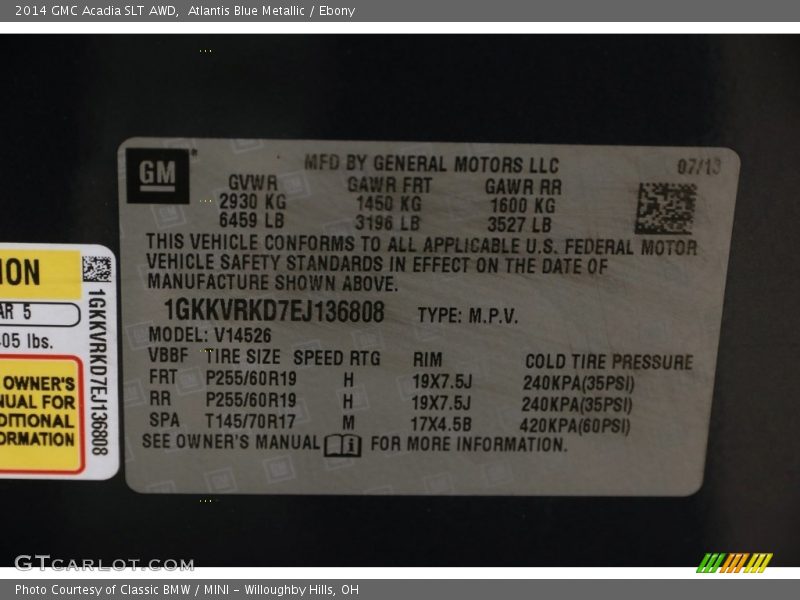 2014 GMC Acadia SLT AWD,  Atlantis Blue Metallic / Ebony
GM
MFD BY GENERAL MOTORS LLC
07/13
GVWR GAWR FRT GAWR RR
2930 KG 1450 KG 1600 KG
6459 LB 3196 LB 3527 LB
THIS VEHICLE CONFORMS TO ALL APPLICABLE U.S. FEDERAL MOTOR
VEHICLE SAFETY STANDARDS IN EFFECT ON THE DATE OF
MANUFACTURE SHOWN ABOVE.
1GKKVRKD7EJ136808 TYPE: M.P.V.
MODEL: V14526
VBBF TIRE SIZE SPEED RTG RIM COLD TIRE PRESSURE
FRT P255/60R19 H 19X7.5J 240KPA(35PSI)
RR P255/60R19 H 19X7.5J 240KPA(35PSI)
SPA T145/70R17 M 17X4.5B 420KPA(60PSI)
SEE OWNER'S MANUAL FOR MORE INFORMATION.
ION
AR 5
05 lbs.
OWNER'S
NUAL FOR
DITIONAL
ORMATION
1GKKVRKD7EJ136808
GTCARLOT.COM
Photo Courtesy of Classic BMW / MINI - Willoughby Hills, OH